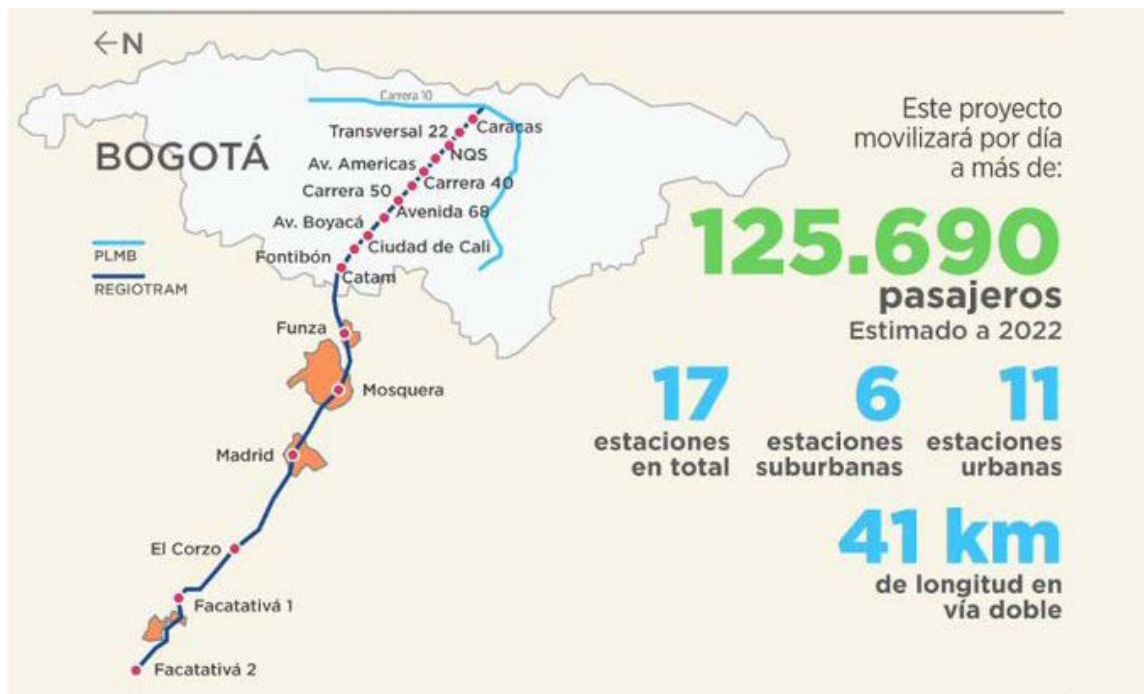 ←N
Carrera 10
Caracas
Transversal 22
BOGOTÁ
NQS
Av. Americas
Carrera 40
Carrera 50
Avenida 68
Av. Boyacá
Ciudad de Cali
Fontibón
Catam
PLMB
REGIOTRAM
Funza
Mosquera
Madrid
El Corzo
Facatativá 1
Facatativá 2
Este proyecto
movilizará por día
a más de:
125.690
pasajeros
Estimado a 2022
17
estaciones
en total
6
estaciones
suburbanas
11
estaciones
urbanas
41 km
de longitud en
vía doble